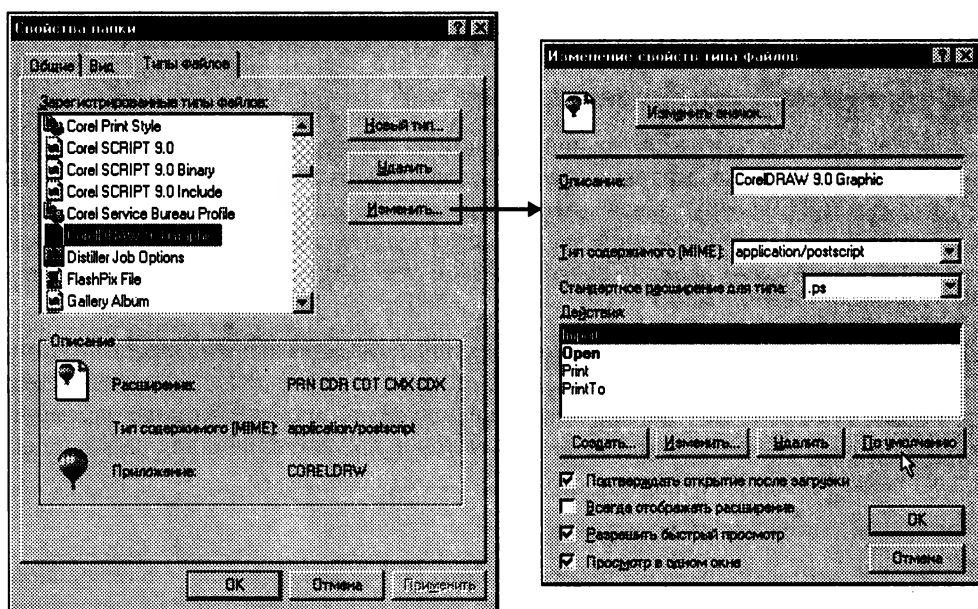 Свойства папки
Общие Вид Типы файлов
Зарегистрированные типы файлов:
Corel Print Style
Corel SCRIPT 9.0
Corel SCRIPT 9.0 Binary
Corel SCRIPT 9.0 Include
Corel Service Bureau Profile
Distiller Job Options
FlashPix File
Gallery Album
Новый тип...
Удалить
Изменить...
Описание
Расширение: PRN CDR CDT CMX CDX
Тип содержимого (MIME): application/postscript
Приложение: CORELDRW
OK Отмена Применить
Изменение свойств типа файлов
Изменить значок...
Описание: CorelDRAW 9.0 Graphic
Тип содержимого (MIME): application/postscript
Стандартное расширение для типа: .ps
Действия:
Open
Print
PrintTo
Создать... Изменить... Удалить По умолчанию
Подтверждать открытие после загрузки
Всегда отображать расширение
Разрешить быстрый просмотр
Просмотр в одном окне
OK
Отмена